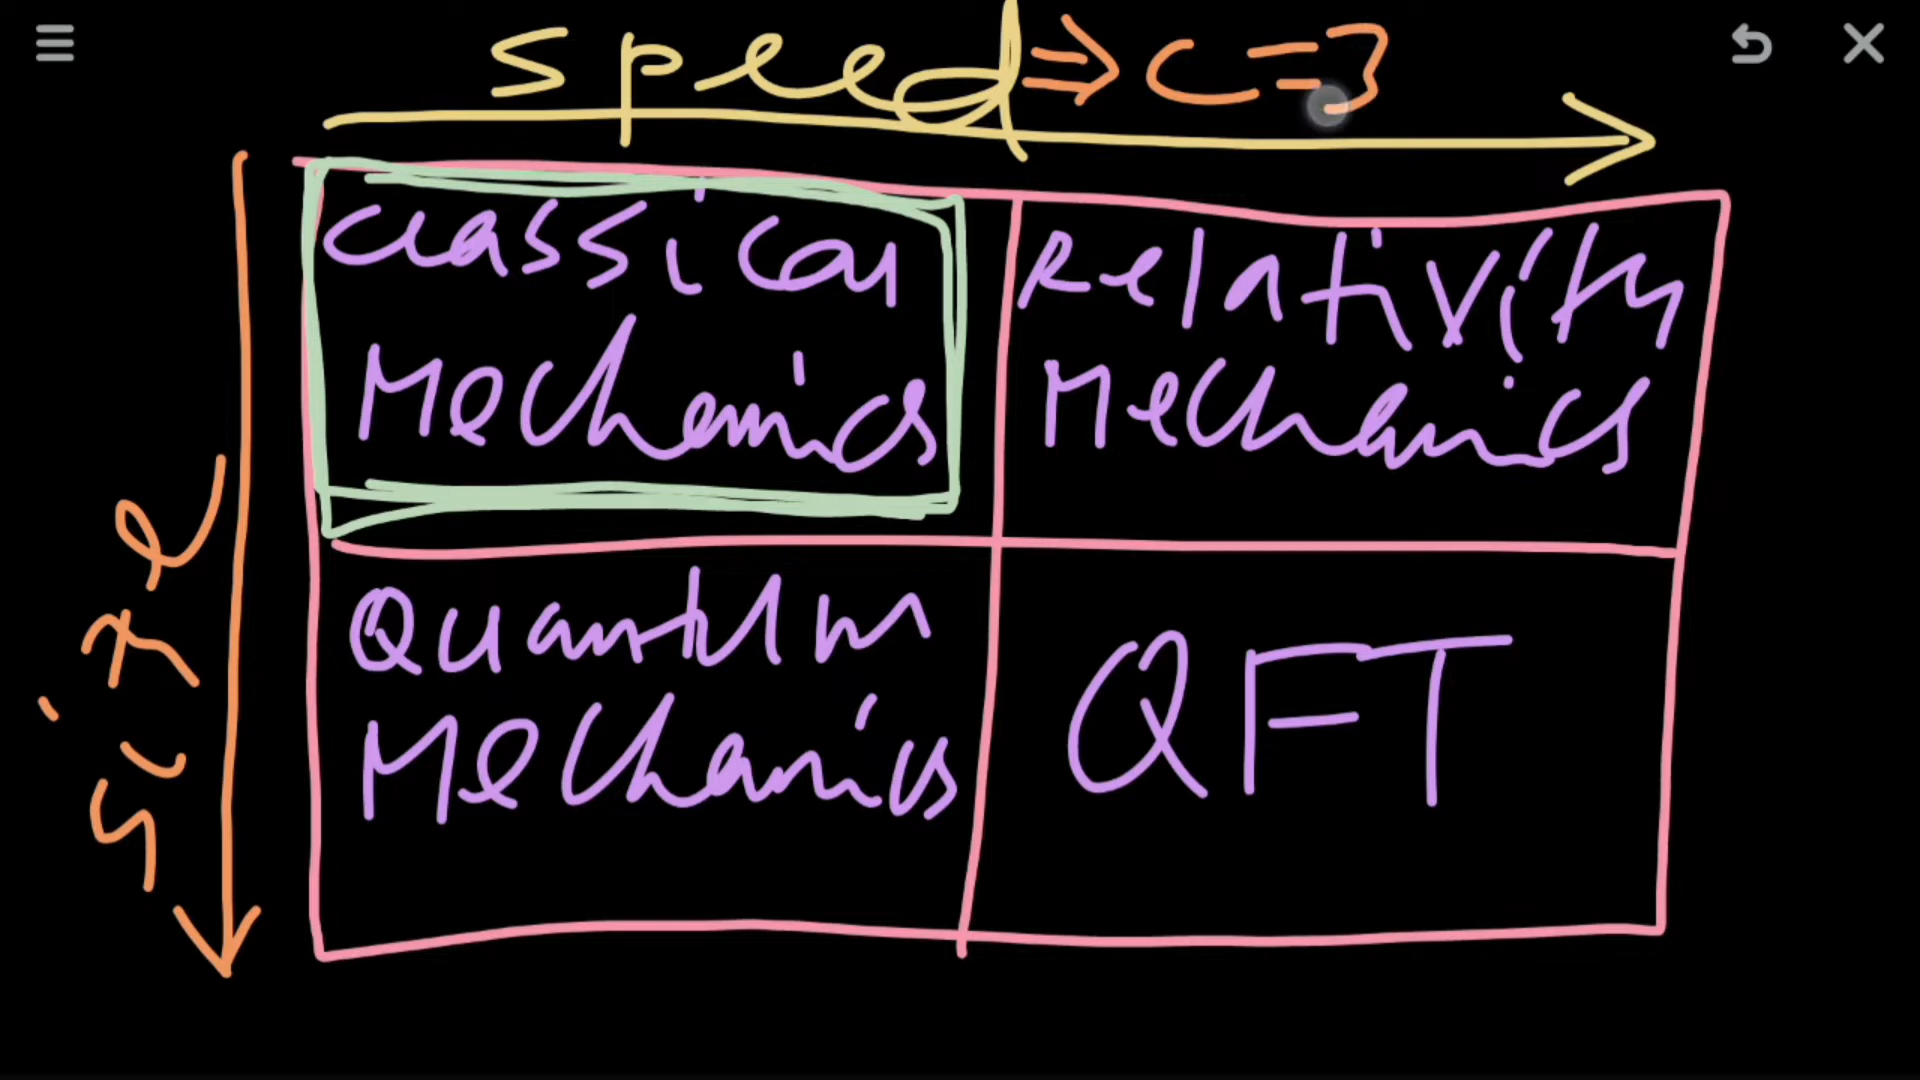 speed ⇒ C = 3
Classical Relativity
Mechanics Mechanics
size
Quantum
Mechanics
QFT